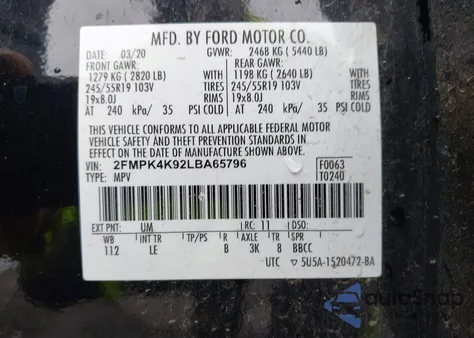 MFD. BY FORD MOTOR CO.
DATE: 03/20 GVWR: 2468 KG ( 5440 LB)
FRONT GAWR: REAR GAWR:
1279 KG ( 2820 LB) WITH 1198 KG ( 2640 LB) WITH
245/55R19 103V TIRES 245/55R19 103V TIRES
19x8.0J RIMS 19x8.0J RIMS
AT 240 kPa/ 35 PSI COLD AT 240 kPa/ 35 PSI COLD
THIS VEHICLE CONFORMS TO ALL APPLICABLE FEDERAL MOTOR
VEHICLE SAFETY AND THEFT PREVENTION STANDARDS IN EFFECT
ON THE DATE OF MANUFACTURE SHOWN ABOVE.
VIN: 2FMPK4K92LBA65796 F0063
TYPE: MPV T0240
EXT PNT: UM RC: 11 DSO:
WB INT TR TP/PS R AXLE TR SPR
112 LE B 3K 8 BBCC
UTC 5U5A-1520472-BA
AutoSnap